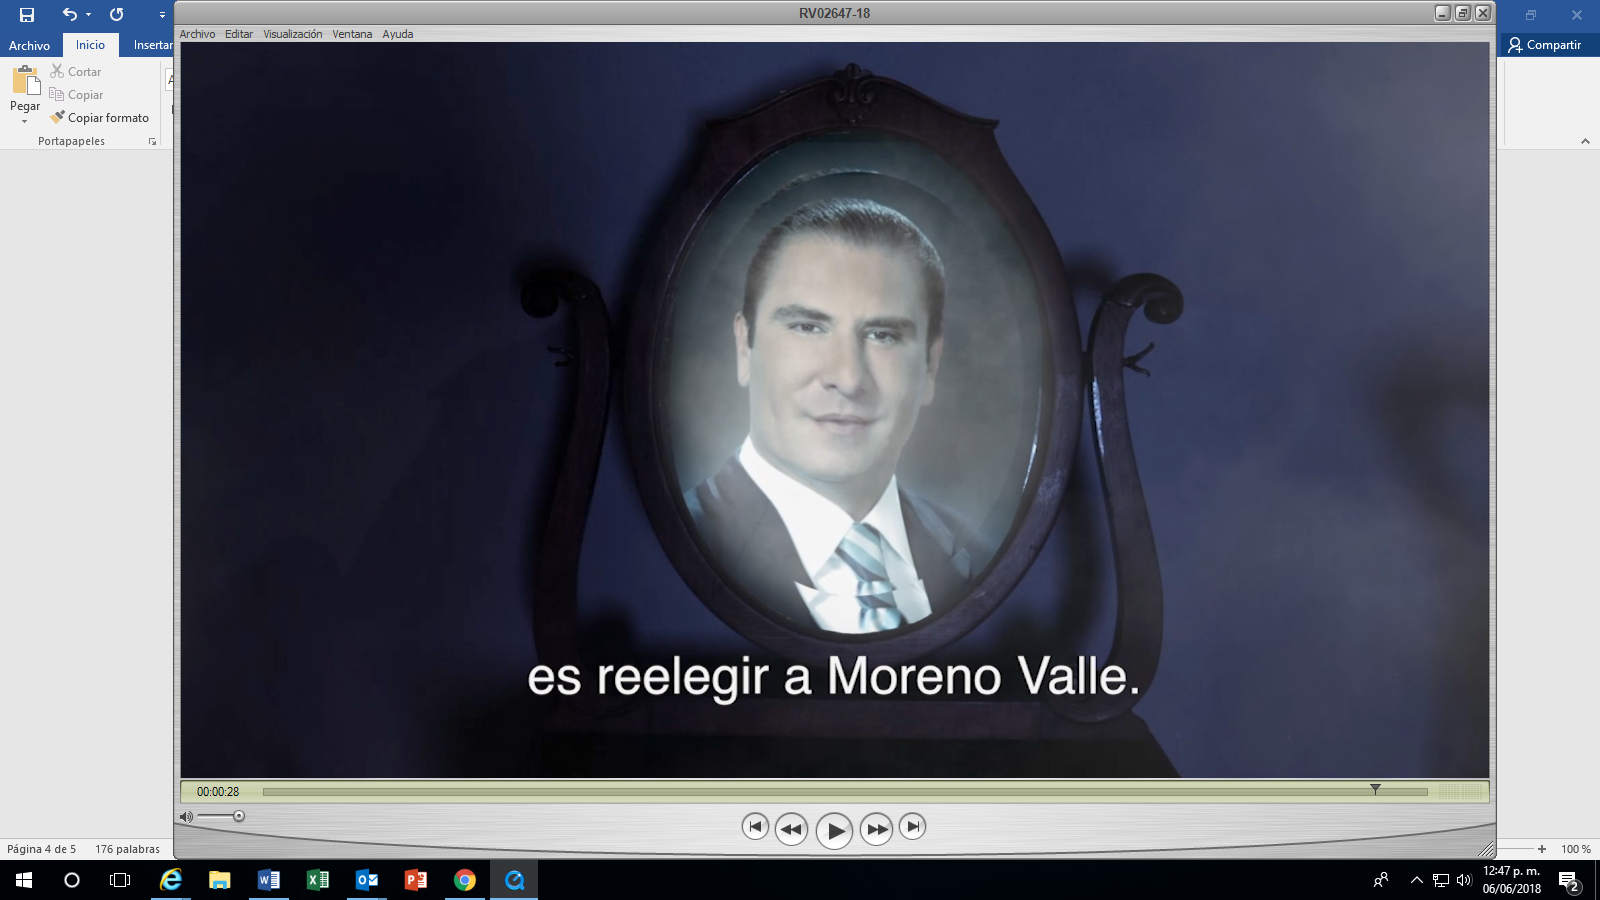 RV02647-18
Archivo Editar Visualización Ventana Ayuda
Archivo Inicio Insertar
Compartir
Pegar
Cortar
Copiar
Copiar formato
Portapapeles
es reelegir a Moreno Valle.
00:00:28
Página 4 de 5 176 palabras
100 %
12:47 p. m.
06/06/2018
2